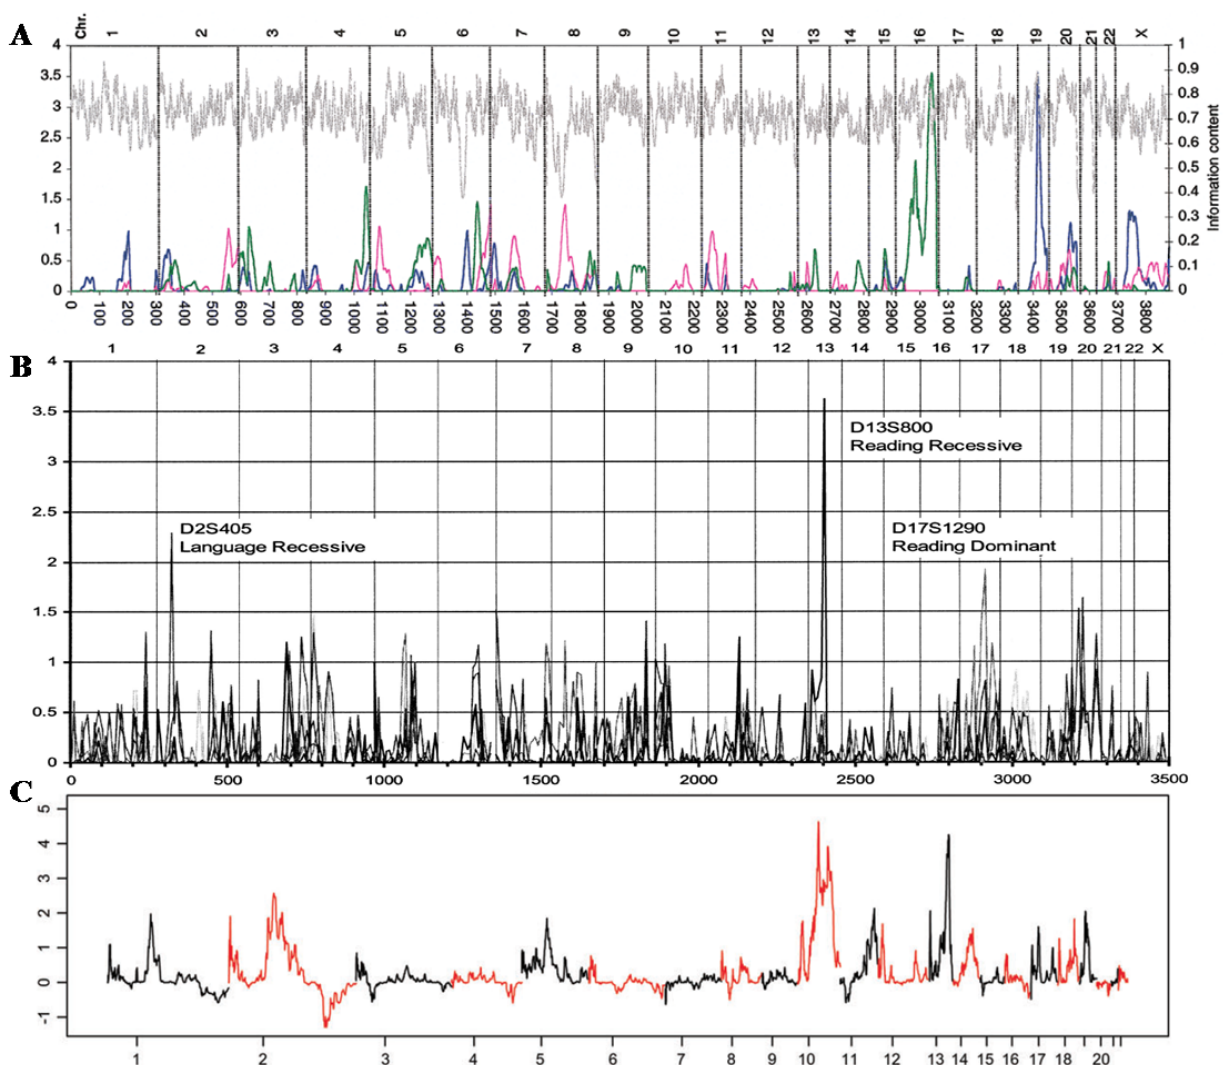 A
Chr. 1 2 3 4 5 6 7 8 9 10 11 12 13 14 15 16 17 18 19 20 21 22 X
4 1
3.5 0.9
3 0.8
2.5 0.7
2 0.6
1.5 0.5
1 0.4
0.5 0.3
0 0.2
0.1
0
Information content
0 100 200 300 400 500 600 700 800 900 1000 1100 1200 1300 1400 1500 1600 1700 1800 1900 2000 2100 2200 2300 2400 2500 2600 2700 2800 2900 3000 3100 3200 3300 3400 3500 3600 3700 3800
B
1 2 3 4 5 6 7 8 9 10 11 12 13 14 15 16 17 18 19 20 21 22 X
4
3.5
3
2.5
2
1.5
1
0.5
0
D13S800
Reading Recessive
D2S405
Language Recessive
D17S1290
Reading Dominant
0 500 1000 1500 2000 2500 3000 3500
C
5
4
3
2
1
0
-1
1 2 3 4 5 6 7 8 9 10 11 12 13 14 15 16 17 18 20